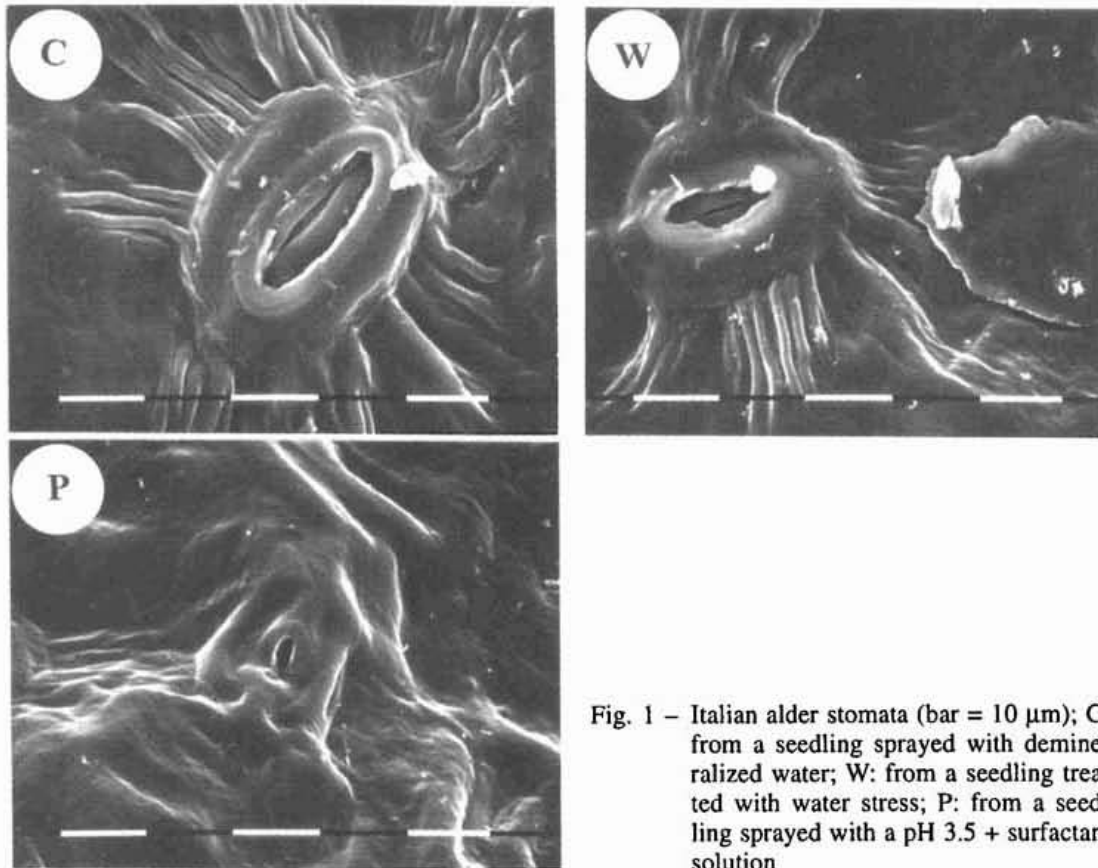 C
W
P
Fig. 1 – Italian alder stomata (bar = 10 µm); C
from a seedling sprayed with demine
ralized water; W: from a seedling trea
ted with water stress; P: from a seed
ling sprayed with a pH 3.5 + surfactan
solution